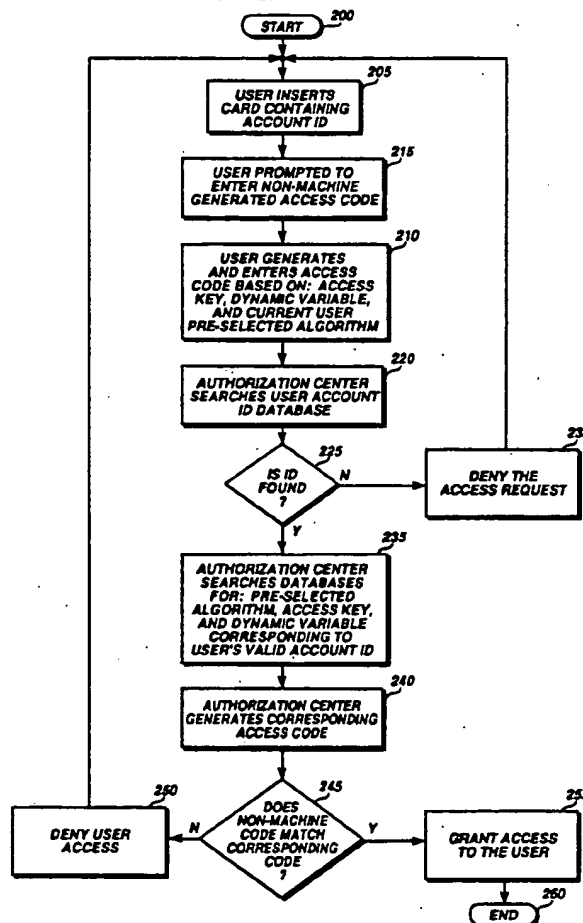 START
200
205
USER INSERTS
CARD CONTAINING
ACCOUNT ID
215
USER PROMPTED TO
ENTER NON-MACHINE
GENERATED ACCESS CODE
210
USER GENERATES
AND ENTERS ACCESS
CODE BASED ON: ACCESS
KEY, DYNAMIC VARIABLE,
AND CURRENT USER
PRE-SELECTED ALGORITHM
220
AUTHORIZATION CENTER
SEARCHES USER ACCOUNT
ID DATABASE
225
IS ID
FOUND
?
N
Y
DENY THE
ACCESS REQUEST
235
AUTHORIZATION CENTER
SEARCHES DATABASES
FOR: PRE-SELECTED
ALGORITHM, ACCESS KEY,
AND DYNAMIC VARIABLE
CORRESPONDING TO
USER'S VALID ACCOUNT ID
240
AUTHORIZATION CENTER
GENERATES CORRESPONDING
ACCESS CODE
245
DOES
NON-MACHINE
CODE MATCH
CORRESPONDING
CODE
?
N
Y
250
DENY USER
ACCESS
GRANT ACCESS
TO THE USER
END
260